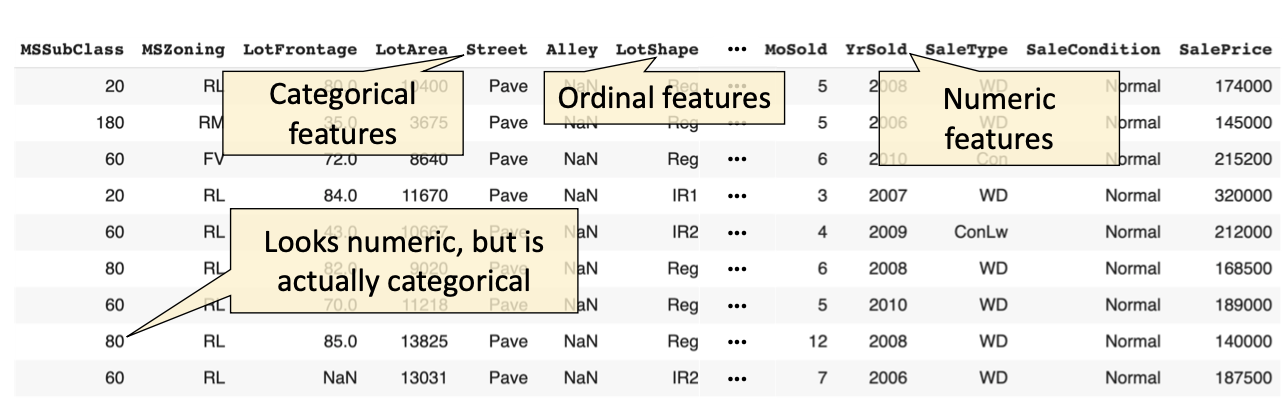 MSSubClass MSZoning LotFrontage LotArea Street Alley LotShape ••• MoSold YrSold SaleType SaleCondition SalePrice
20 RL 80.0 10400 Pave NaN Reg ••• 5 2008 WD Normal 174000
Categorical
features
Ordinal features
Numeric
features
180 RM 35.0 3675 Pave NaN Reg ••• 5 2006 WD Normal 145000
60 FV 72.0 8640 Pave NaN Reg ••• 6 2010 Con Normal 215200
20 RL 84.0 11670 Pave NaN IR1 ••• 3 2007 WD Normal 320000
60 RL 43.0 10667 Pave NaN IR2 ••• 4 2009 ConLw Normal 212000
Looks numeric, but is
actually categorical
80 RL 82.0 9020 Pave NaN Reg ••• 6 2008 WD Normal 168500
60 RL 70.0 11218 Pave NaN Reg ••• 5 2010 WD Normal 189000
80 RL 85.0 13825 Pave NaN Reg ••• 12 2008 WD Normal 140000
60 RL NaN 13031 Pave NaN IR2 ••• 7 2006 WD Normal 187500